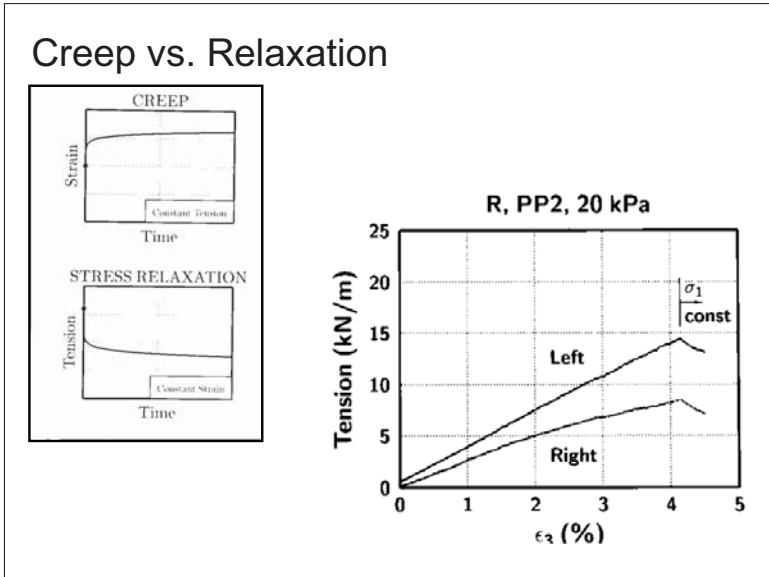 Creep vs. Relaxation
CREEP
Strain
Constant Tension
Time
STRESS RELAXATION
Tension
Constant Strain
Time
R, PP2, 20 kPa
Tension (kN/m)
25
20
15
10
5
0
σ1
const
Left
Right
0 1 2 3 4 5
ε3 (%)